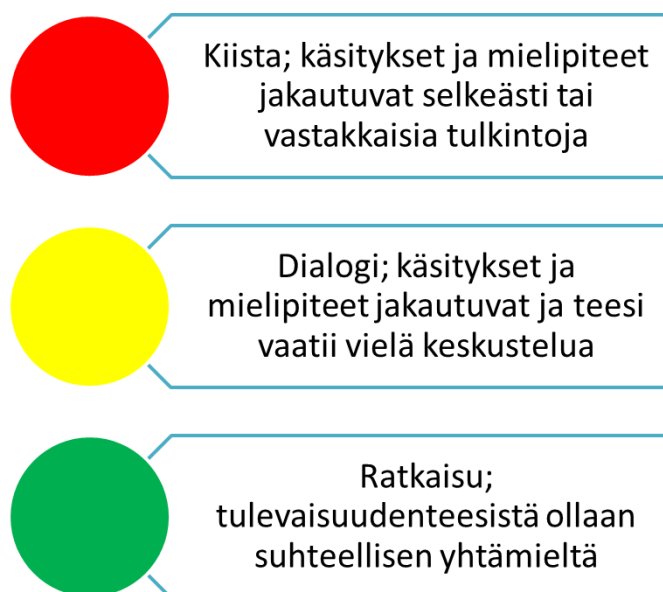 Kiista; käsitykset ja mielipiteet
jakautuvat selkeästi tai
vastakkaisia tulkintoja
Dialogi; käsitykset ja
mielipiteet jakautuvat ja teesi
vaatii vielä keskustelua
Ratkaisu;
tulevaisuudenteesistä ollaan
suhteellisen yhtämieltä